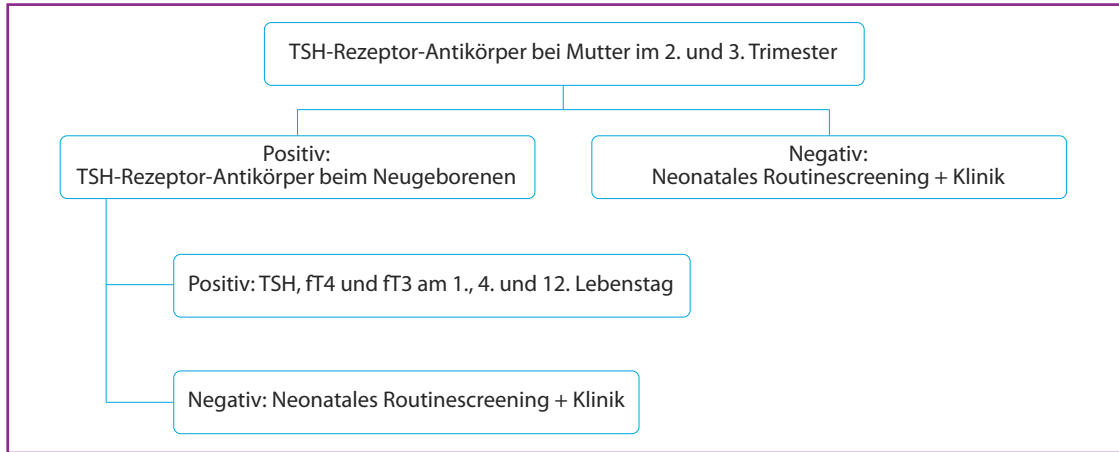 TSH-Rezeptor-Antikörper bei Mutter im 2. und 3. Trimester
Positiv:
TSH-Rezeptor-Antikörper beim Neugeborenen
Negativ:
Neonatales Routinescreening + Klinik
Positiv: TSH, fT4 und fT3 am 1., 4. und 12. Lebenstag
Negativ: Neonatales Routinescreening + Klinik